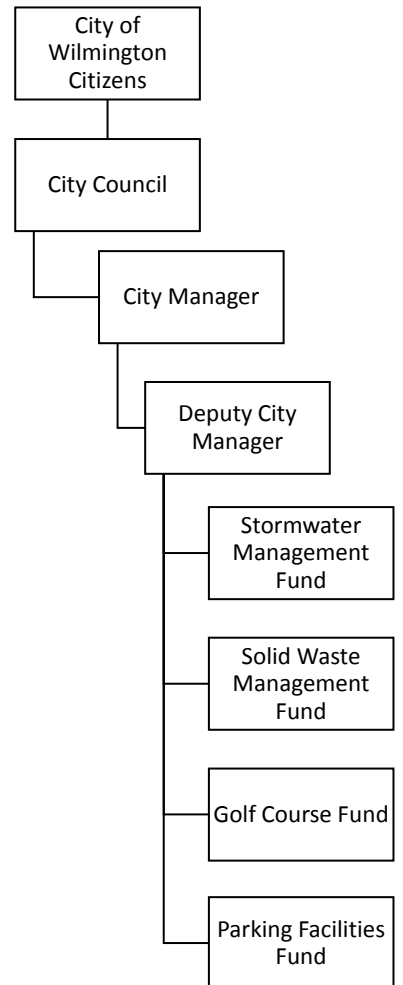 City of
Wilmington
Citizens
City Council
City Manager
Deputy City
Manager
Stormwater
Management
Fund
Solid Waste
Management
Fund
Golf Course Fund
Parking Facilities
Fund